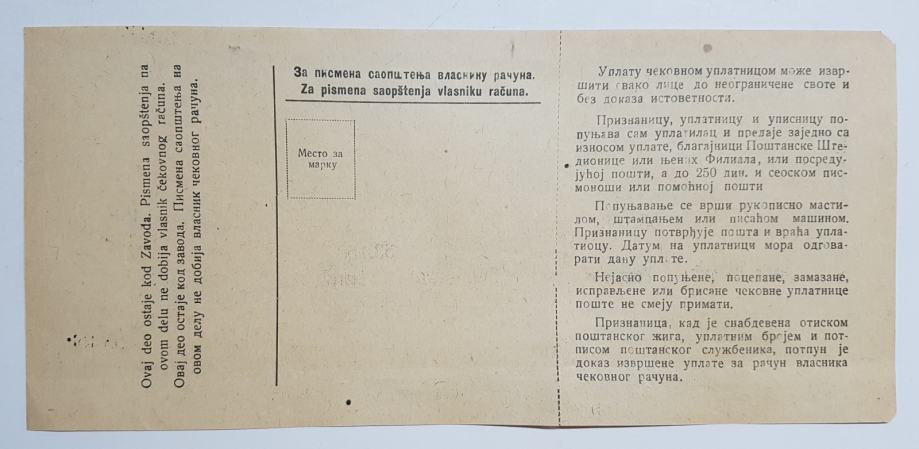 Ovaj deo ostaje kod Zavoda. Pismena saopštenja na
ovom delu ne dobija vlasnik čekovnog računa.
Овај део остаје код завода. Писмена саопштења на
овом делу не добија власник чековног рачуна.
За писмена саопштења власнику рачуна.
Za pismena saopštenja vlasniku računa.
Место за
марку
Уплату чековном уплатницом може извр-
шити свако лице до неограничене своте и
без доказа истоветности.
Признаницу, уплатницу и уписницу по-
пуњава сам уплатилац и предаје заједно са
износом уплате, благајници Поштанске Ште-
дионице или њених Филиала, или посреду-
јућој пошти, а до 250 дин. и сеоском пис-
моноши или помоћној пошти
Попуњавање се врши рукописно масти-
лом, штампањем или писаћом машином.
Признаницу потврђује пошта и враћа упла-
тиоцу. Датум на уплатници мора одгова-
рати дану уплате.
Нејасно попуњене, поцепане, замазане,
исправљене или брисане чековне уплатнице
поште не смеју примати.
Признаница, кад је снабдевена отиском
поштанског жига, уплатним бројем и пот-
писом поштанског службеника, потпун је
доказ извршене уплате за рачун власника
чековног рачуна.